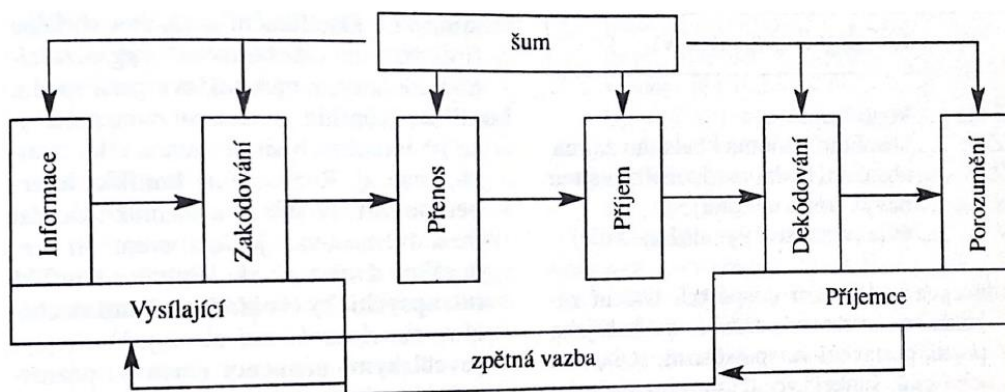 šum
Informace
Zakódování
Přenos
Příjem
Dekódování
Porozumění
Vysílající
Příjemce
zpětná vazba